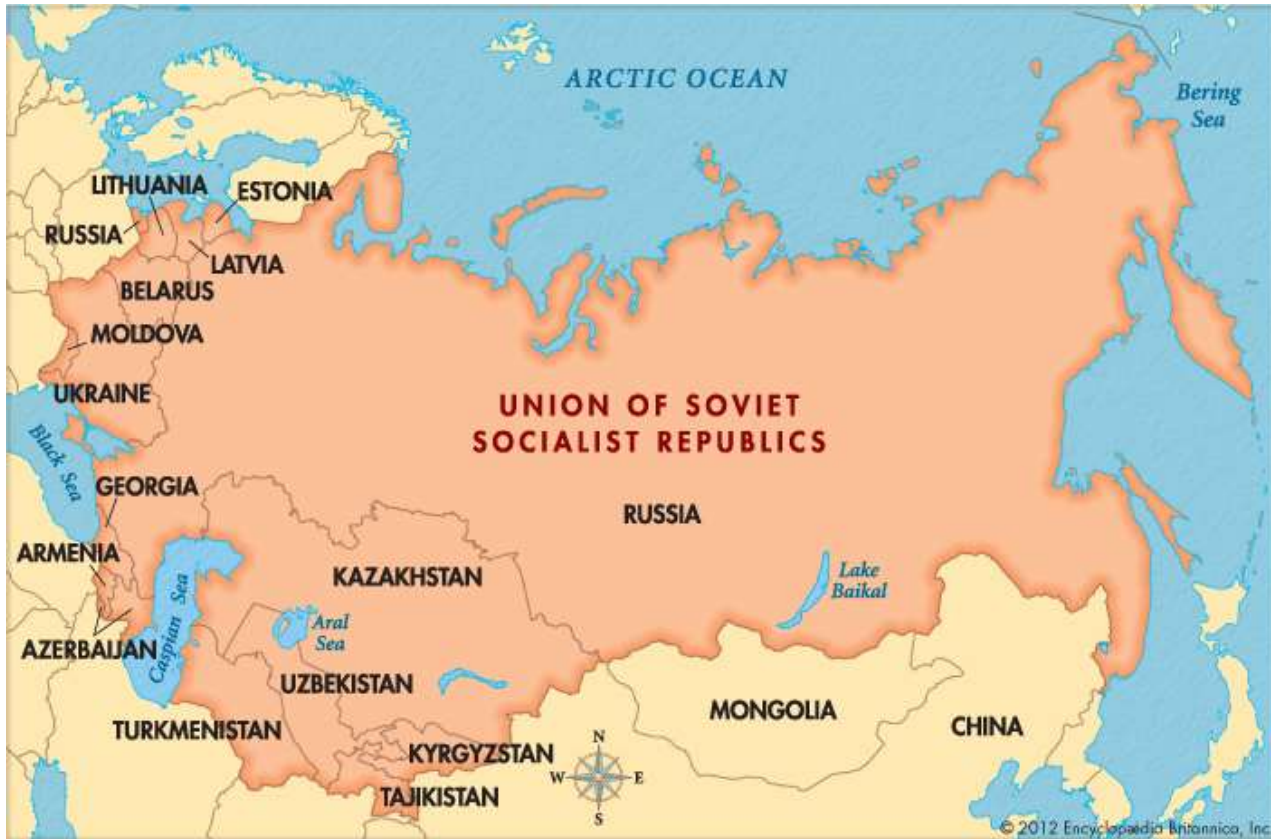 ARCTIC OCEAN
Bering
Sea
LITHUANIA
ESTONIA
RUSSIA
LATVIA
BELARUS
MOLDOVA
UKRAINE
UNION OF SOVIET
SOCIALIST REPUBLICS
Black Sea
GEORGIA
RUSSIA
ARMENIA
KAZAKHSTAN
Lake
Baikal
Caspian Sea
Aral
Sea
AZERBAIJAN
UZBEKISTAN
MONGOLIA
TURKMENISTAN
CHINA
KYRGYZSTAN
N
W
E
S
TAJIKISTAN
© 2012 Encyclopædia Britannica, Inc.